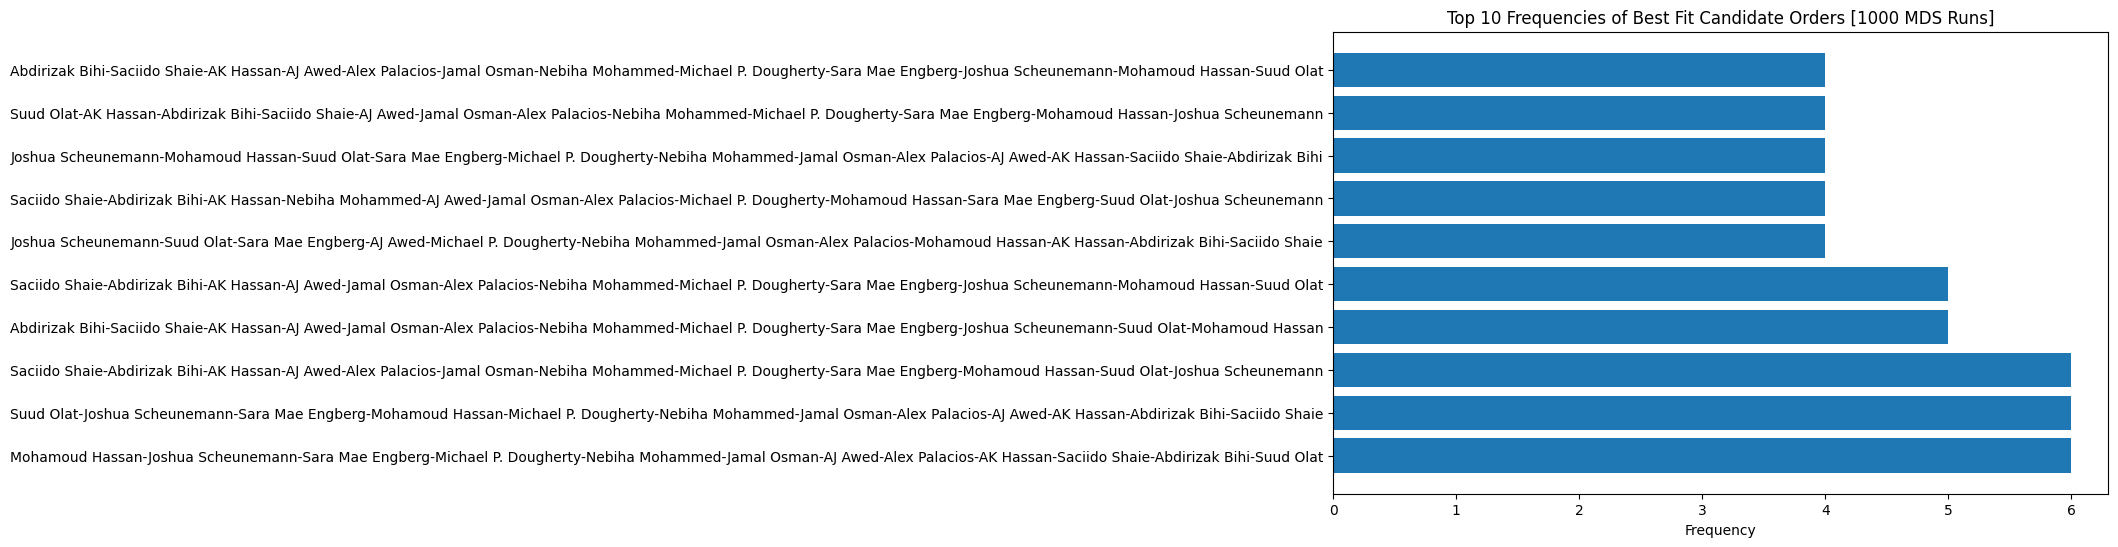 Top 10 Frequencies of Best Fit Candidate Orders [1000 MDS Runs]
Abdirizak Bihi-Saciido Shaie-AK Hassan-AJ Awed-Alex Palacios-Jamal Osman-Nebiha Mohammed-Michael P. Dougherty-Sara Mae Engberg-Joshua Scheunemann-Mohamoud Hassan-Suud Olat
Suud Olat-AK Hassan-Abdirizak Bihi-Saciido Shaie-AJ Awed-Jamal Osman-Alex Palacios-Nebiha Mohammed-Michael P. Dougherty-Sara Mae Engberg-Mohamoud Hassan-Joshua Scheunemann
Joshua Scheunemann-Mohamoud Hassan-Suud Olat-Sara Mae Engberg-Michael P. Dougherty-Nebiha Mohammed-Jamal Osman-Alex Palacios-AJ Awed-AK Hassan-Saciido Shaie-Abdirizak Bihi
Saciido Shaie-Abdirizak Bihi-AK Hassan-Nebiha Mohammed-AJ Awed-Jamal Osman-Alex Palacios-Michael P. Dougherty-Mohamoud Hassan-Sara Mae Engberg-Suud Olat-Joshua Scheunemann
Joshua Scheunemann-Suud Olat-Sara Mae Engberg-AJ Awed-Michael P. Dougherty-Nebiha Mohammed-Jamal Osman-Alex Palacios-Mohamoud Hassan-AK Hassan-Abdirizak Bihi-Saciido Shaie
Saciido Shaie-Abdirizak Bihi-AK Hassan-AJ Awed-Jamal Osman-Alex Palacios-Nebiha Mohammed-Michael P. Dougherty-Sara Mae Engberg-Joshua Scheunemann-Mohamoud Hassan-Suud Olat
Abdirizak Bihi-Saciido Shaie-AK Hassan-AJ Awed-Jamal Osman-Alex Palacios-Nebiha Mohammed-Michael P. Dougherty-Sara Mae Engberg-Joshua Scheunemann-Suud Olat-Mohamoud Hassan
Saciido Shaie-Abdirizak Bihi-AK Hassan-AJ Awed-Alex Palacios-Jamal Osman-Nebiha Mohammed-Michael P. Dougherty-Sara Mae Engberg-Mohamoud Hassan-Suud Olat-Joshua Scheunemann
Suud Olat-Joshua Scheunemann-Sara Mae Engberg-Mohamoud Hassan-Michael P. Dougherty-Nebiha Mohammed-Jamal Osman-Alex Palacios-AJ Awed-AK Hassan-Abdirizak Bihi-Saciido Shaie
Mohamoud Hassan-Joshua Scheunemann-Sara Mae Engberg-Michael P. Dougherty-Nebiha Mohammed-Jamal Osman-AJ Awed-Alex Palacios-AK Hassan-Saciido Shaie-Abdirizak Bihi-Suud Olat
0 1 2 3 4 5 6
Frequency